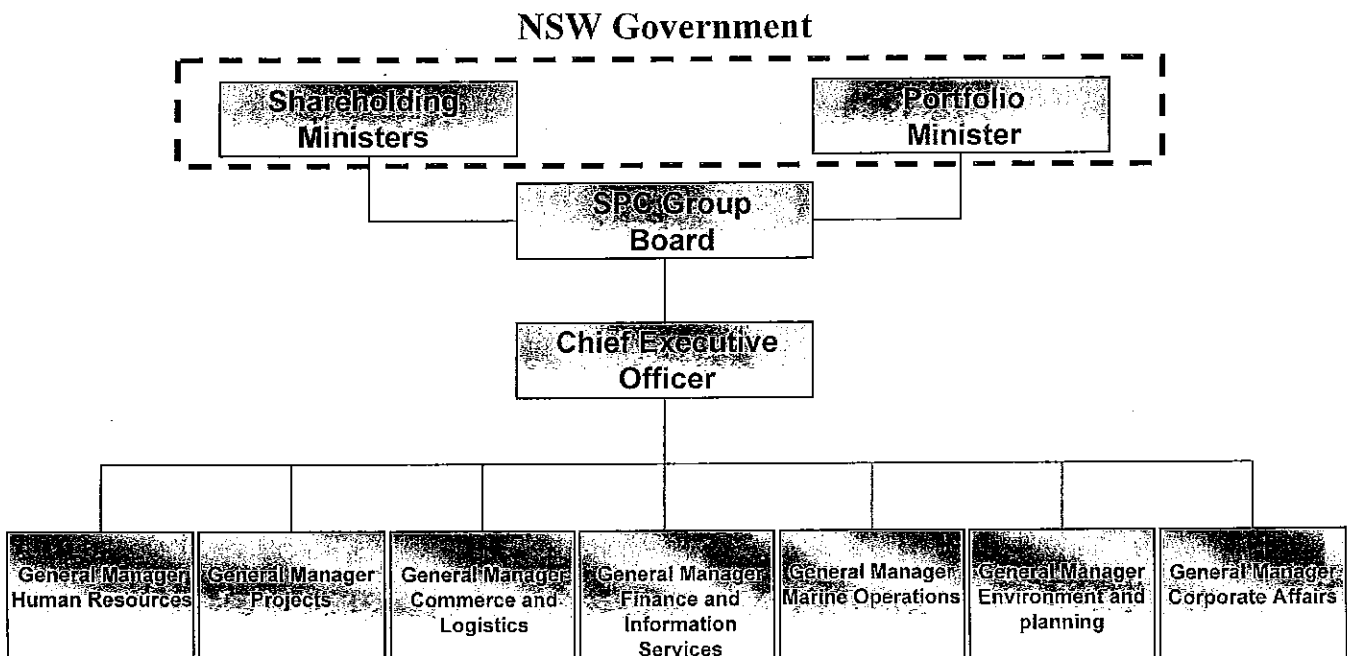 NSW Government
Shareholding
Ministers
Portfolio
Minister
SPC Group
Board
Chief Executive
Officer
General Manager
Human Resources
General Manager
Projects
General Manager
Commerce and
Logistics
General Manager
Finance and
Information
Services
General Manager
Marine Operations
General Manager
Environment and
planning
General Manager
Corporate Affairs